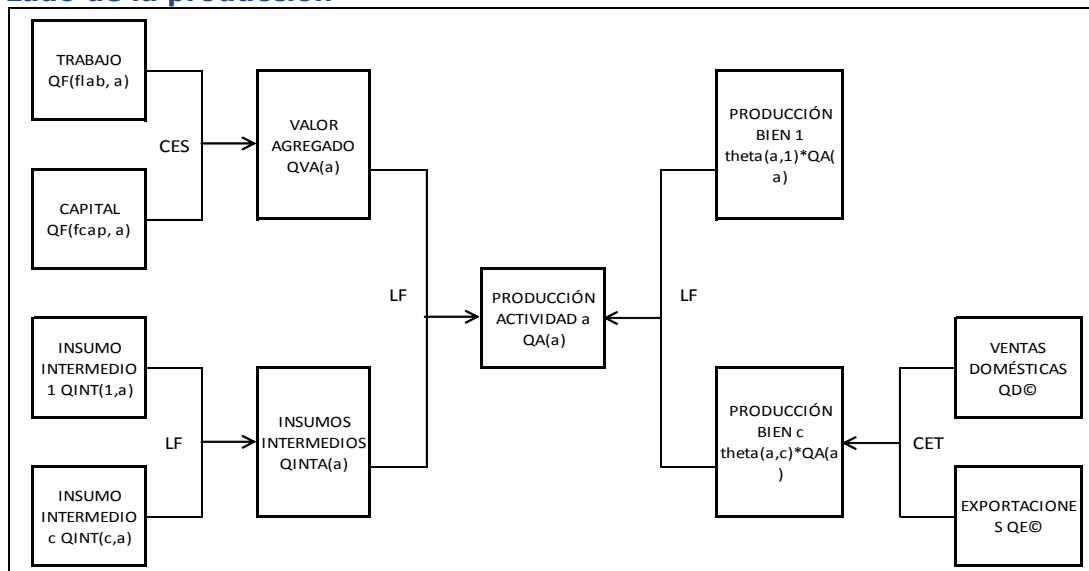 Lado de la producción
TRABAJO
QF(flab, a)
CES
CAPITAL
QF(fcap, a)
VALOR
AGREGADO
QVA(a)
INSUMO
INTERMEDIO
1 QINT(1,a)
LF
INSUMO
INTERMEDIO
c QINT(c,a)
INSUMOS
INTERMEDIOS
QINTA(a)
LF
PRODUCCIÓN
ACTIVIDAD a
QA(a)
LF
PRODUCCIÓN
BIEN 1
theta(a,1)*QA(
a)
PRODUCCIÓN
BIEN c
theta(a,c)*QA(a
)
CET
VENTAS
DOMÉSTICAS
QD©
EXPORTACIONE
S QE©